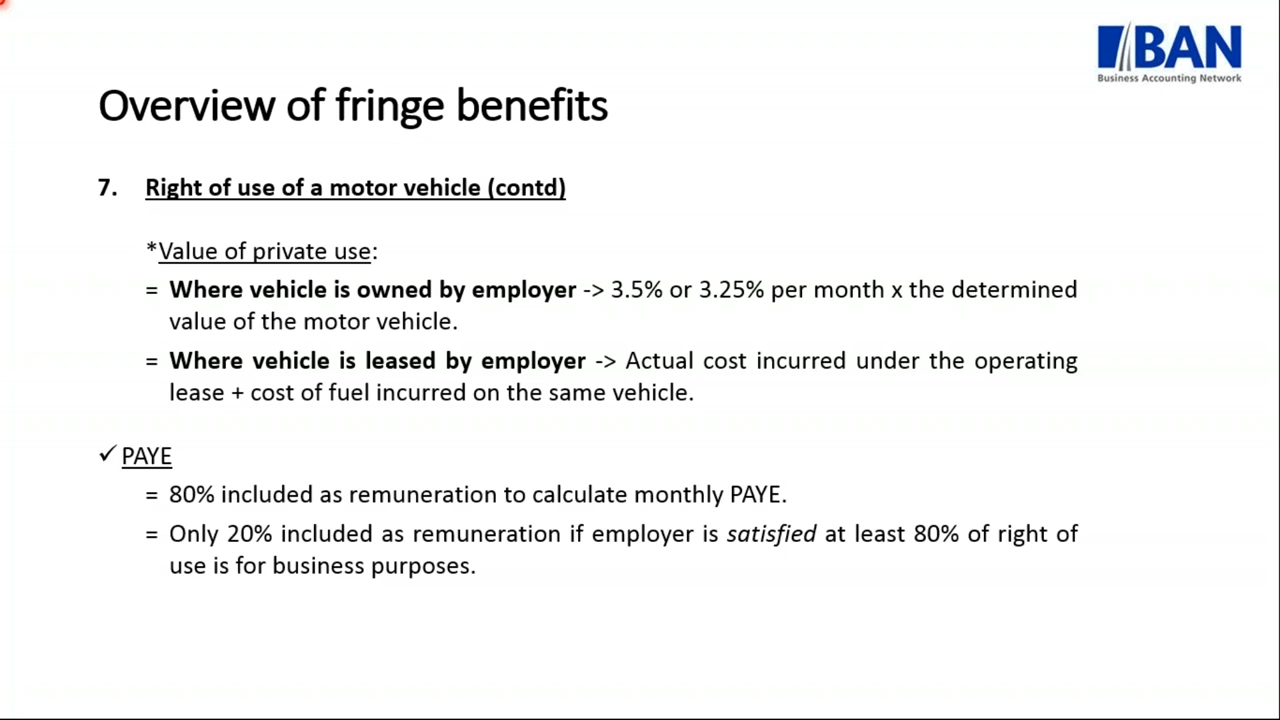 BAN
Business Accounting Network
Overview of fringe benefits
7. Right of use of a motor vehicle (contd)
*Value of private use:
= Where vehicle is owned by employer -> 3.5% or 3.25% per month x the determined
value of the motor vehicle.
= Where vehicle is leased by employer -> Actual cost incurred under the operating
lease + cost of fuel incurred on the same vehicle.
✓ PAYE
= 80% included as remuneration to calculate monthly PAYE.
= Only 20% included as remuneration if employer is satisfied at least 80% of right of
use is for business purposes.